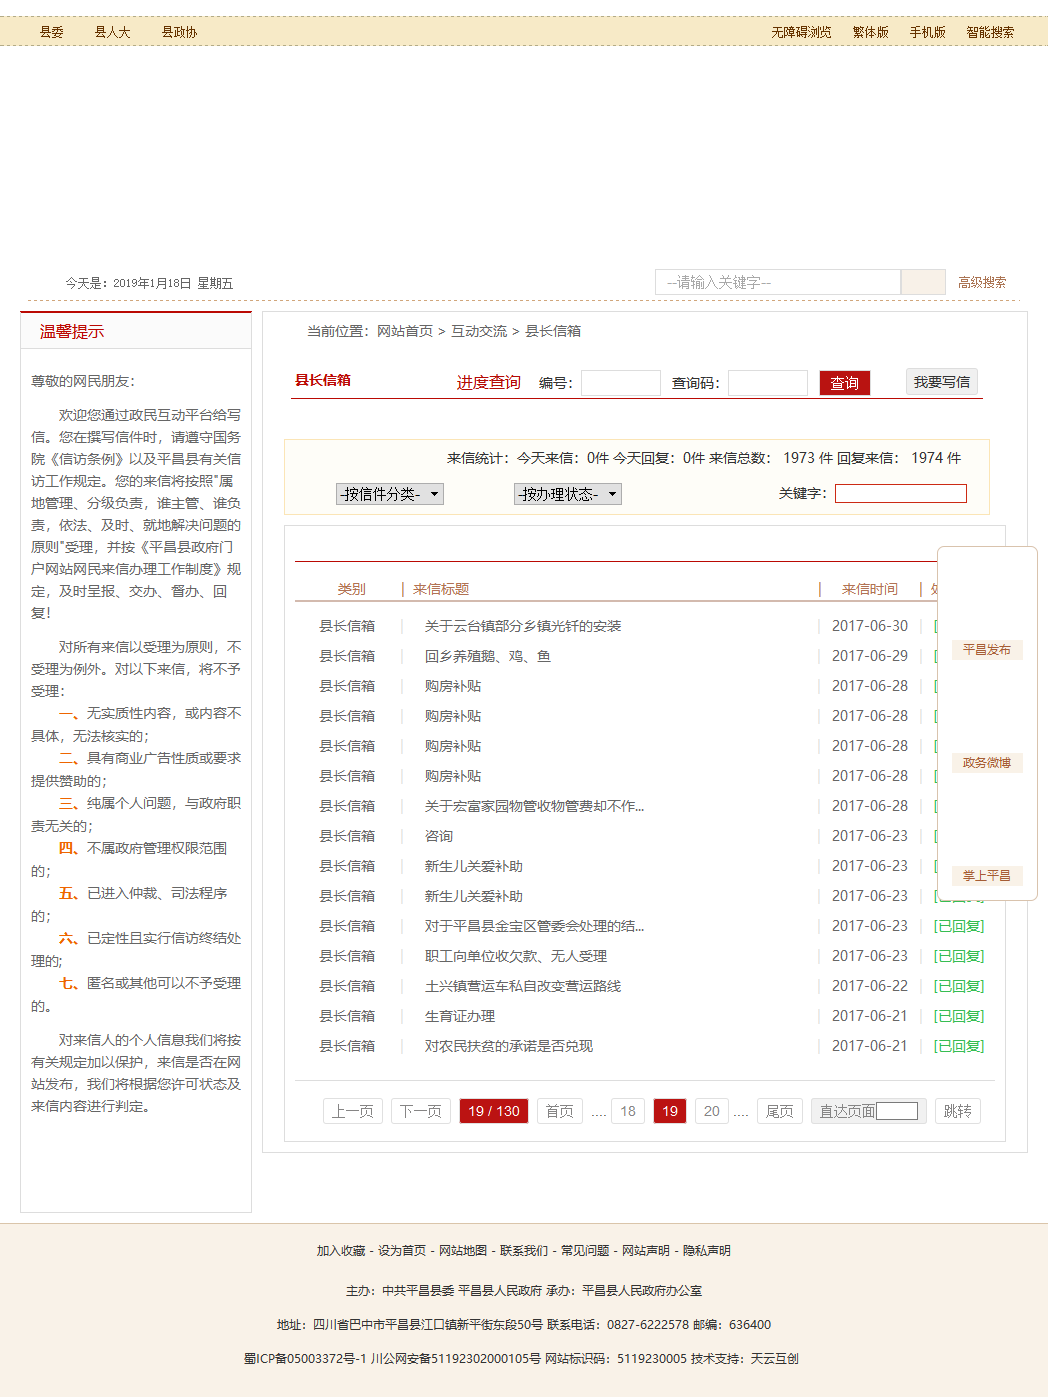 县委 县人大 县政协 无障碍浏览 繁体版 手机版 智能搜索
今天是：2019年1月18日 星期五 --请输入关键字-- 高级搜索
温馨提示
尊敬的网民朋友：
欢迎您通过政民互动平台给写
信。您在撰写信件时，请遵守国务
院《信访条例》以及平昌县有关信
访工作规定。您的来信将按照"属
地管理、分级负责，谁主管、谁负
责，依法、及时、就地解决问题的
原则"受理，并按《平昌县政府门
户网站网民来信办理工作制度》规
定，及时呈报、交办、督办、回
复！
对所有来信以受理为原则，不
受理为例外。对以下来信，将不予
受理：
一、无实质性内容，或内容不
具体，无法核实的；
二、具有商业广告性质或要求
提供赞助的；
三、纯属个人问题，与政府职
责无关的；
四、不属政府管理权限范围
的；
五、已进入仲裁、司法程序
的；
六、已定性且实行信访终结处
理的;
七、匿名或其他可以不予受理
的。
对来信人的个人信息我们将按
有关规定加以保护，来信是否在网
站发布，我们将根据您许可状态及
来信内容进行判定。
当前位置：网站首页 > 互动交流 > 县长信箱
县长信箱 进度查询 编号： 查询码： 查询 我要写信
来信统计：今天来信：0件 今天回复：0件 来信总数： 1973 件 回复来信： 1974 件
-按信件分类- -按办理状态- 关键字：
类别 来信标题 来信时间
县长信箱 关于云台镇部分乡镇光钎的安装 2017-06-30 [
县长信箱 回乡养殖鹅、鸡、鱼 2017-06-29 [
县长信箱 购房补贴 2017-06-28 [
县长信箱 购房补贴 2017-06-28 [
县长信箱 购房补贴 2017-06-28 [
县长信箱 购房补贴 2017-06-28 [
县长信箱 关于宏富家园物管收物管费却不作... 2017-06-28 [
县长信箱 咨询 2017-06-23 [
县长信箱 新生儿关爱补助 2017-06-23 [
县长信箱 新生儿关爱补助 2017-06-23
县长信箱 对于平昌县金宝区管委会处理的结... 2017-06-23 [已回复]
县长信箱 职工向单位收欠款、无人受理 2017-06-23 [已回复]
县长信箱 土兴镇营运车私自改变营运路线 2017-06-22 [已回复]
县长信箱 生育证办理 2017-06-21 [已回复]
县长信箱 对农民扶贫的承诺是否兑现 2017-06-21 [已回复]
上一页 下一页 19 / 130 首页 .... 18 19 20 .... 尾页 直达页面 跳转
平昌发布
政务微博
掌上平昌
加入收藏 - 设为首页 - 网站地图 - 联系我们 - 常见问题 - 网站声明 - 隐私声明
主办：中共平昌县委 平昌县人民政府 承办：平昌县人民政府办公室
地址：四川省巴中市平昌县江口镇新平街东段50号 联系电话：0827-6222578 邮编：636400
蜀ICP备05003372号-1 川公网安备51192302000105号 网站标识码：5119230005 技术支持：天云互创